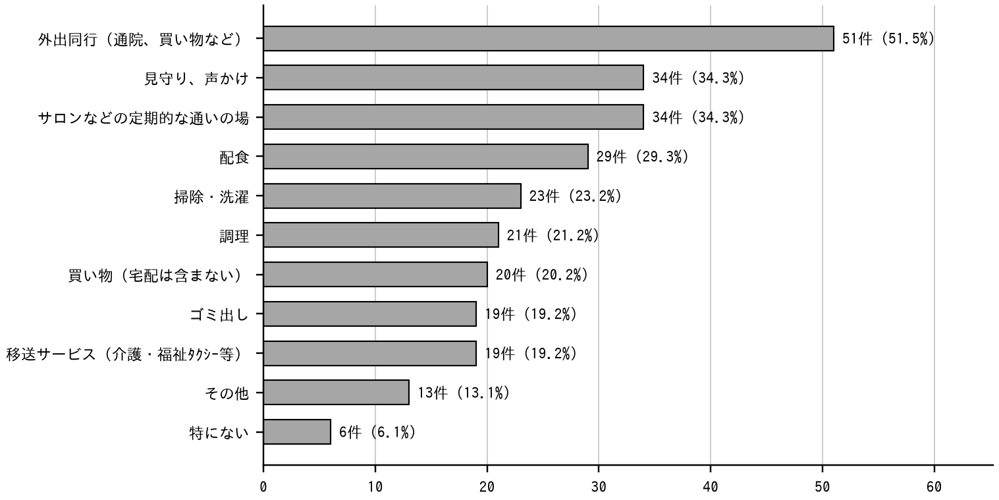 外出同行（通院、買い物など） 51件（51.5%）
見守り、声かけ 34件（34.3%）
サロンなどの定期的な通いの場 34件（34.3%）
配食 29件（29.3%）
掃除・洗濯 23件（23.2%）
調理 21件（21.2%）
買い物（宅配は含まない） 20件（20.2%）
ゴミ出し 19件（19.2%）
移送サービス（介護・福祉ﾀｸｼｰ等） 19件（19.2%）
その他 13件（13.1%）
特にない 6件（6.1%）
0 10 20 30 40 50 60